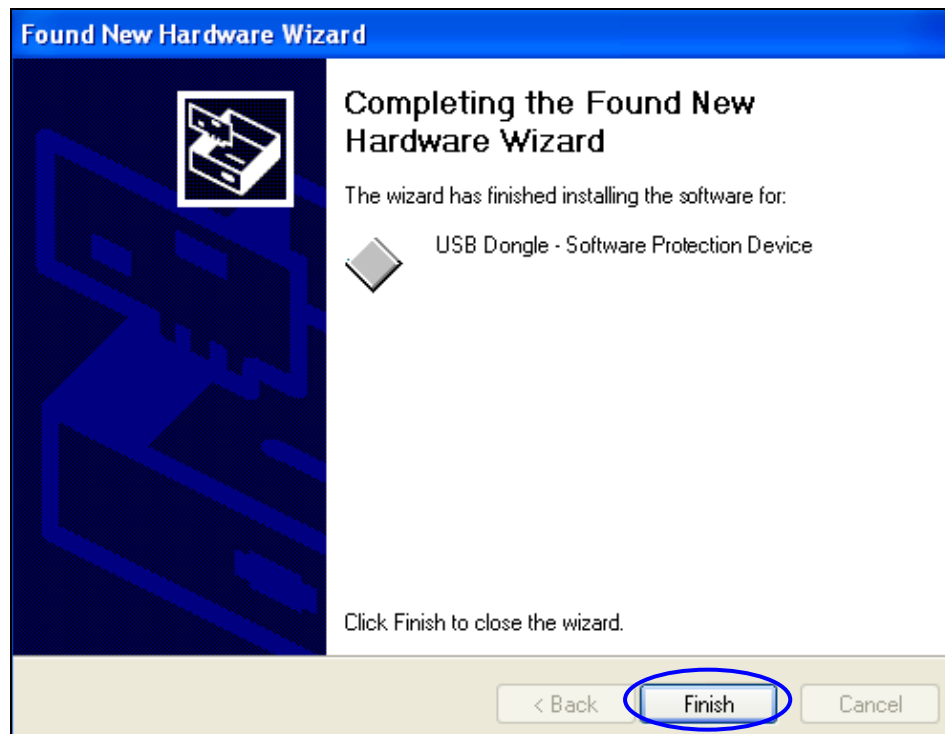 Found New Hardware Wizard
Completing the Found New
Hardware Wizard
The wizard has finished installing the software for:
USB Dongle - Software Protection Device
Click Finish to close the wizard.
< Back Finish Cancel